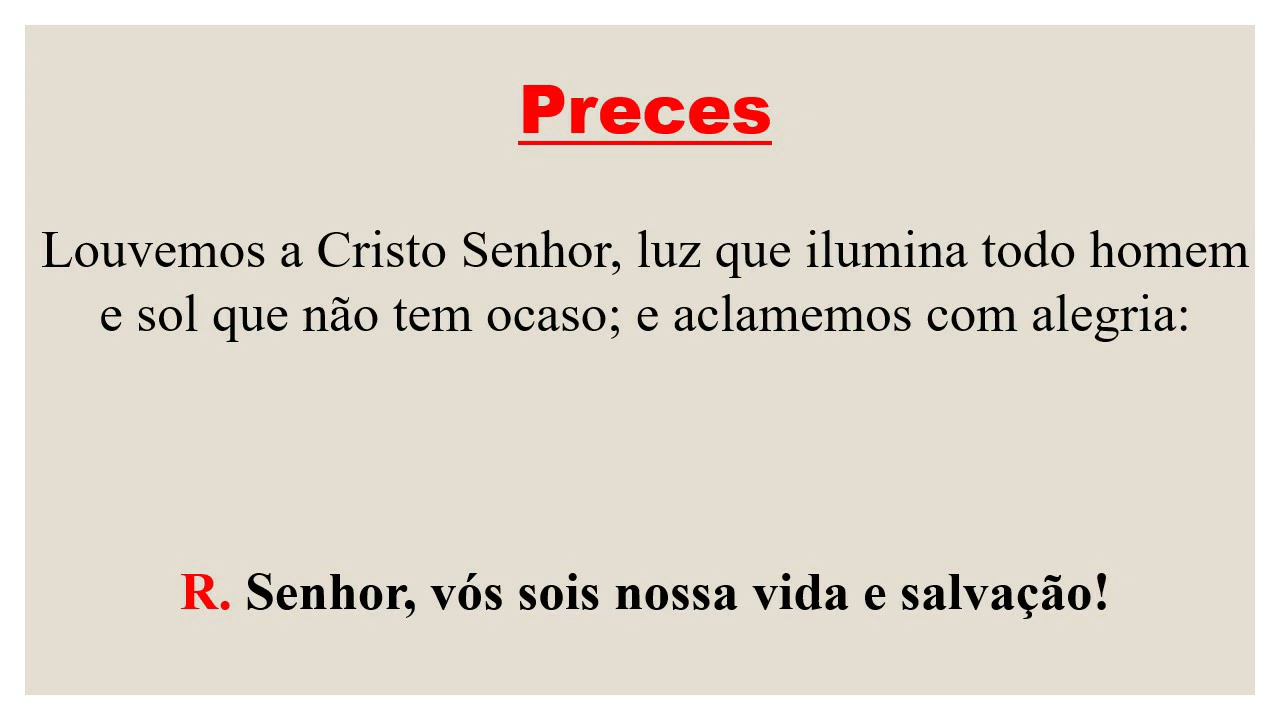 Preces
Louvemos a Cristo Senhor, luz que ilumina todo homem
e sol que não tem ocaso; e aclamemos com alegria:
R. Senhor, vós sois nossa vida e salvação!